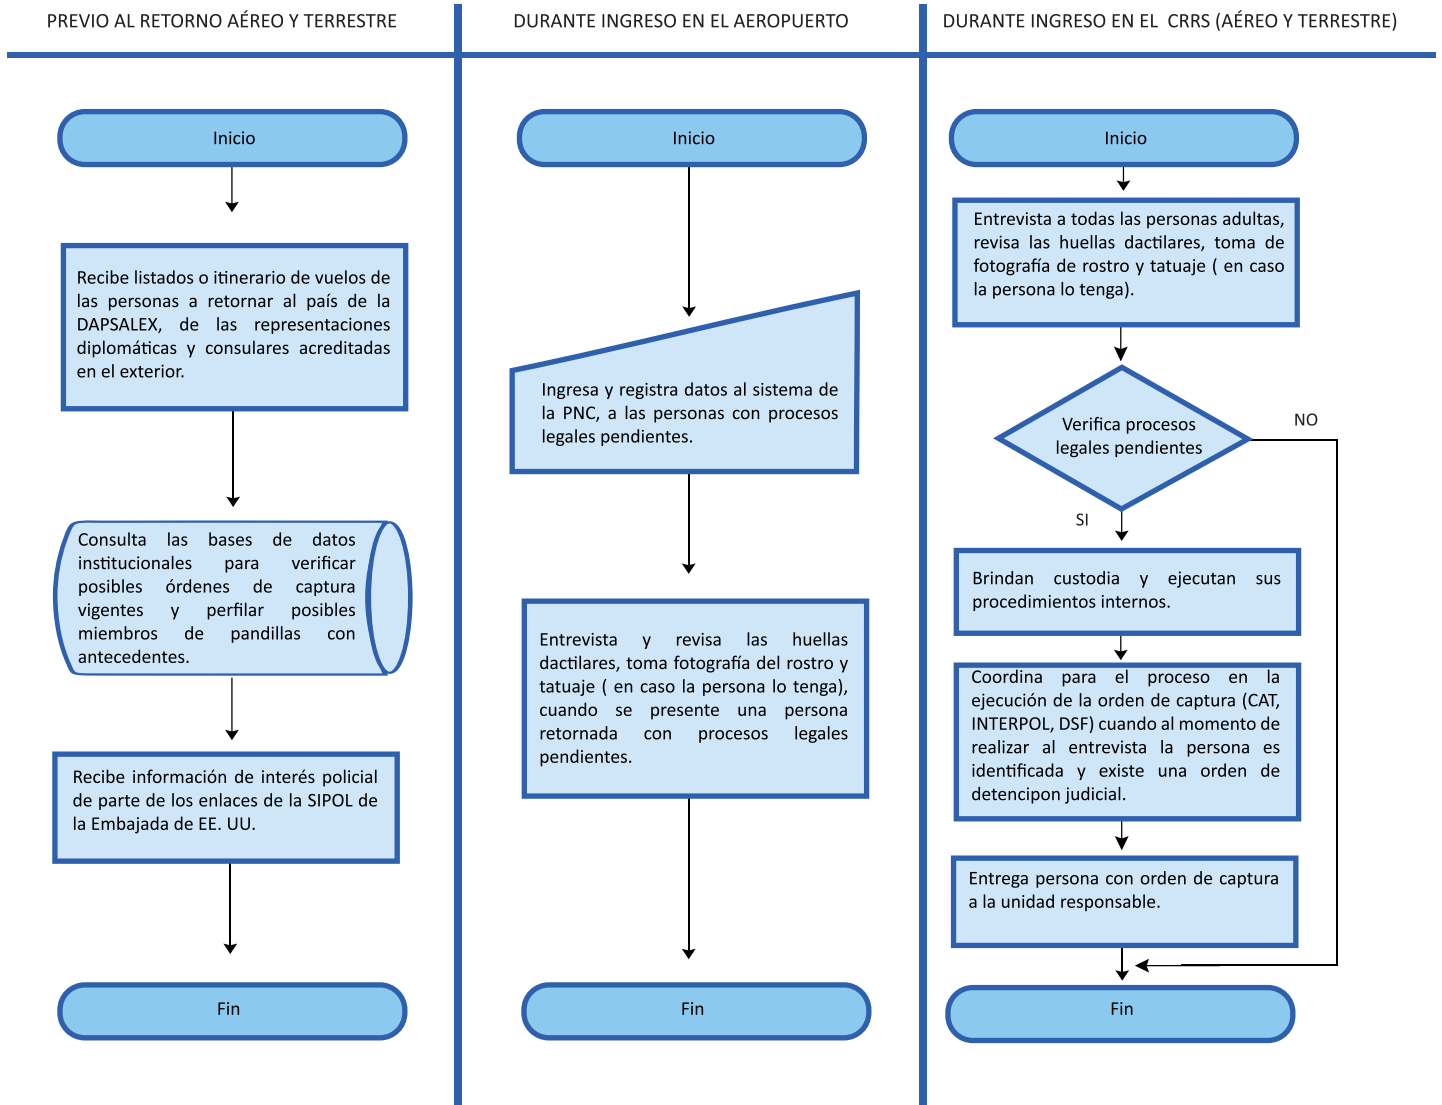 PREVIO AL RETORNO AÉREO Y TERRESTRE
Inicio
Recibe listados o itinerario de vuelos de
las personas a retornar al país de la
DAPSALEX, de las representaciones
diplomáticas y consulares acreditadas
en el exterior.
Consulta las bases de datos
institucionales para verificar
posibles órdenes de captura
vigentes y perfilar posibles
miembros de pandillas con
antecedentes.
Recibe información de interés policial
de parte de los enlaces de la SIPOL de
la Embajada de EE. UU.
Fin
DURANTE INGRESO EN EL AEROPUERTO
Inicio
Ingresa y registra datos al sistema de
la PNC, a las personas con procesos
legales pendientes.
Entrevista y revisa las huellas
dactilares, toma fotografía del rostro y
tatuaje ( en caso la persona lo tenga),
cuando se presente una persona
retornada con procesos legales
pendientes.
Fin
DURANTE INGRESO EN EL CRRS (AÉREO Y TERRESTRE)
Inicio
Entrevista a todas las personas adultas,
revisa las huellas dactilares, toma de
fotografía de rostro y tatuaje ( en caso
la persona lo tenga).
Verifica procesos
legales pendientes
NO
SI
Brindan custodia y ejecutan sus
procedimientos internos.
Coordina para el proceso en la
ejecución de la orden de captura (CAT,
INTERPOL, DSF) cuando al momento de
realizar al entrevista la persona es
identificada y existe una orden de
detencipon judicial.
Entrega persona con orden de captura
a la unidad responsable.
Fin